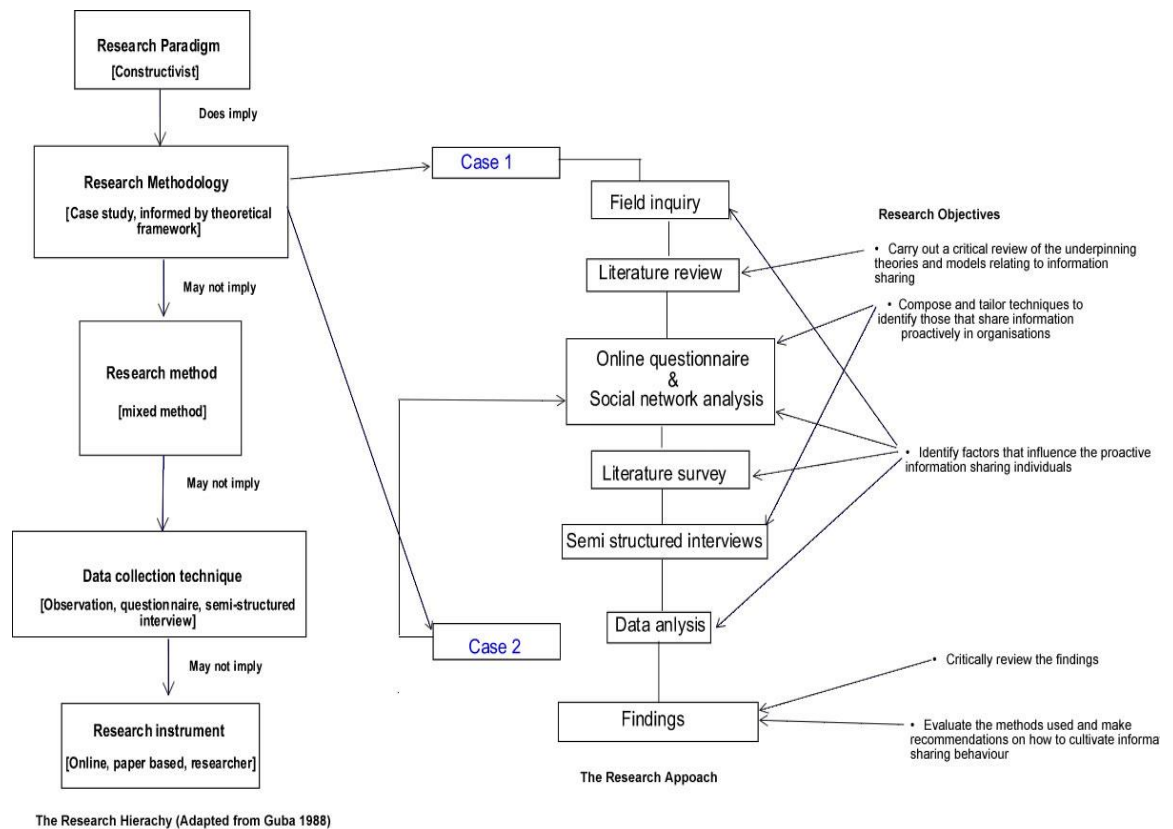 Research Paradigm
[Constructivist]
Does imply
Research Methodology
[Case study, informed by theoretical
framework]
May not imply
Research method
[mixed method]
May not imply
Data collection technique
[Observation, questionnaire, semi-structured
interview]
May not imply
Research instrument
[Online, paper based, researcher]
The Research Hierachy (Adapted from Guba 1988)
Case 1
Case 2
Field inquiry
Literature review
Online questionnaire
&
Social network analysis
Literature survey
Semi structured interviews
Data anlysis
Findings
The Research Appoach
Research Objectives
• Carry out a critical review of the underpinning
theories and models relating to information
sharing
• Compose and tailor techniques to
identify those that share information
proactively in organisations
• Identify factors that influence the proactive
information sharing individuals
• Critically review the findings
• Evaluate the methods used and make
recommendations on how to cultivate informat
sharing behaviour